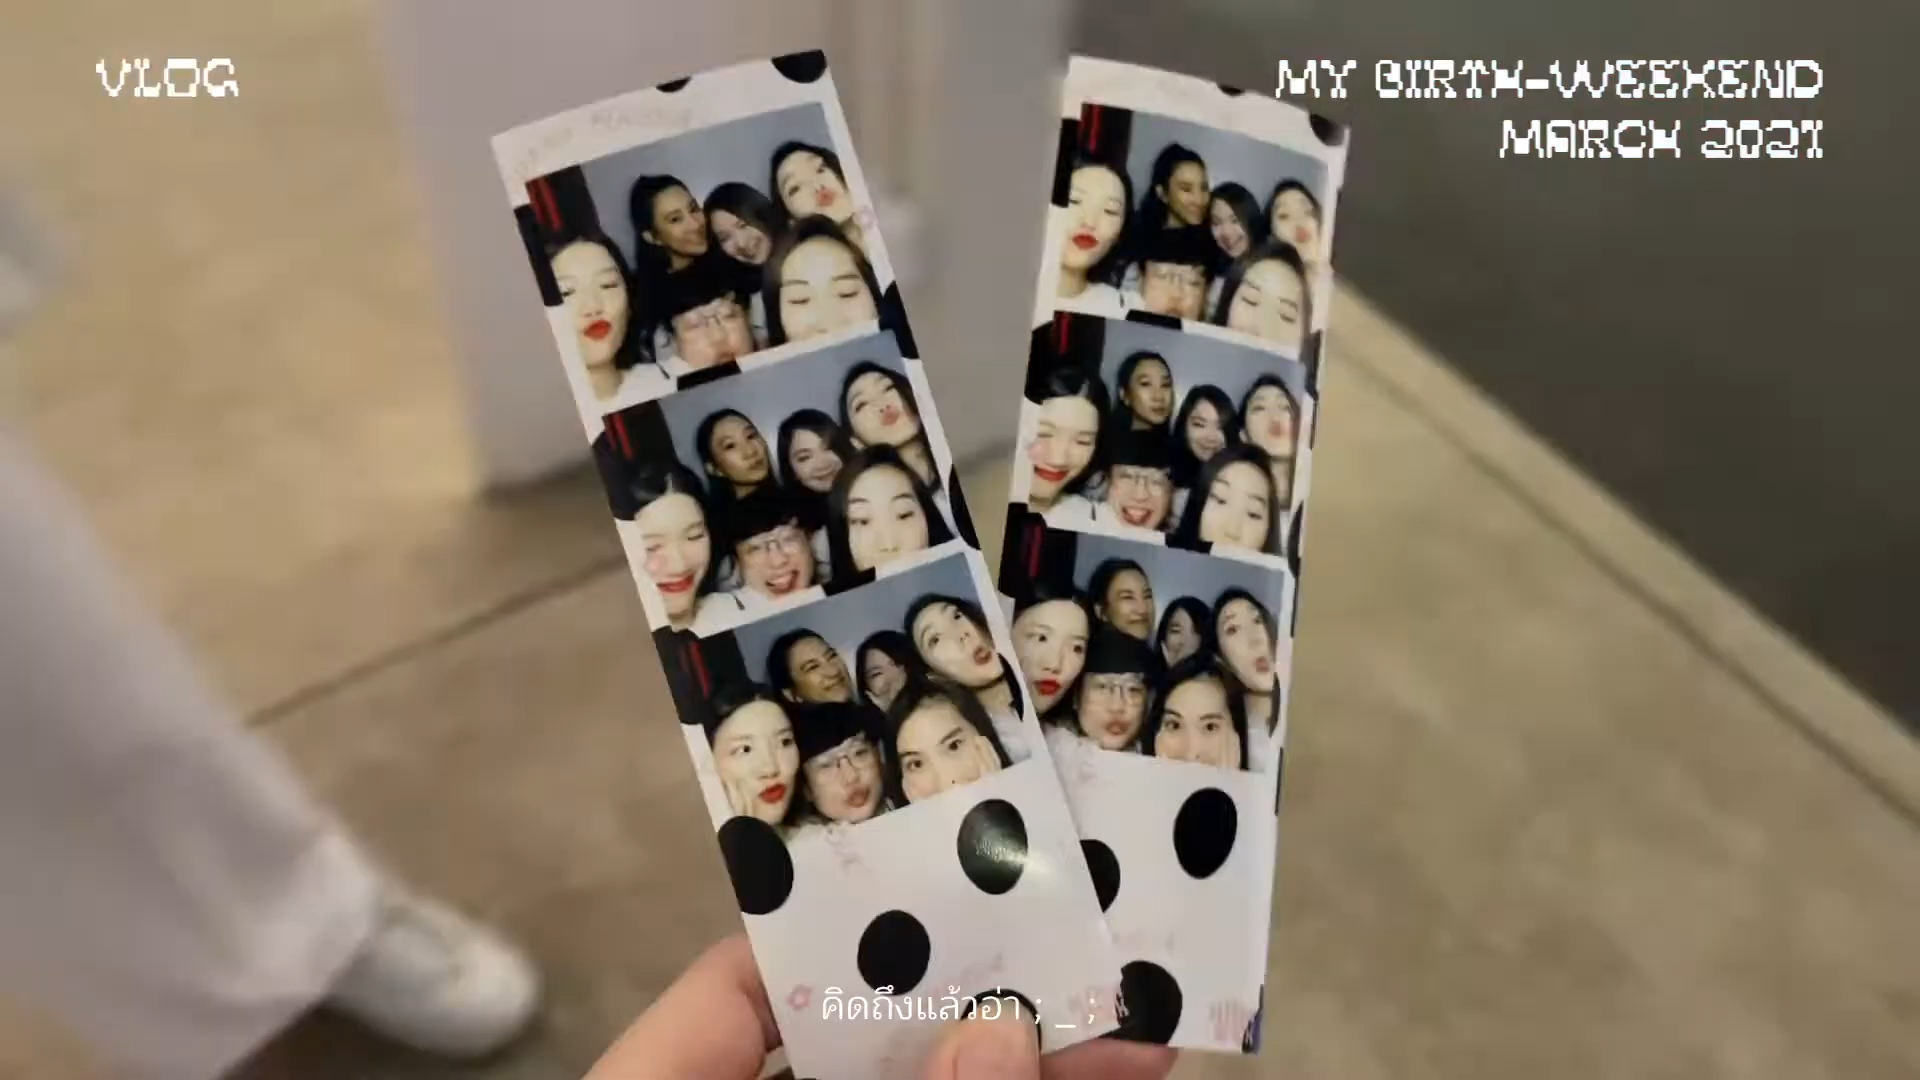 VLOG
MY BIRTH-WEEKEND
MARCH 2021
คิดถึงแล้วอ่า ; _ ;